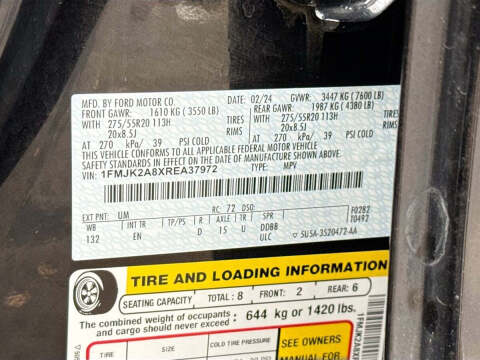 MFD. BY FORD MOTOR CO.
02/24 GVWR: 3447 KG (7600 LB)
FRONT GAWR: 1610 KG (3550 LB)
REAR GAWR: 1987 KG (4380 LB)
WITH 275/55R20 113H TIRES
WITH 275/55R20 113H TIRES
20x8.5J RIMS
20x8.5J RIMS
AT 270 kPa/ 39 PSI COLD
AT 270 kPa/ 39 PSI COLD
THIS VEHICLE CONFORMS TO ALL APPLICABLE FEDERAL MOTOR VEHICLE
SAFETY STANDARDS IN EFFECT ON THE DATE OF MANUFACTURE SHOWN ABOVE.
VIN: 1FMJK2A8XREA37972
TYPE: MPV
EXT PNT: UM RC: 72 DSO: F0282
WB INT TR TP/PS R AXLE TR SPR T0492
132 EN D 15 U DDBB
ULC 5U5A-3520472-AA
TIRE AND LOADING INFORMATION
SEATING CAPACITY TOTAL: 8 FRONT: 2 REAR: 6
The combined weight of occupants
and cargo should never exceed: 644 kg or 1420 lbs.
TIRE COLD TIRE PRESSURE SEE OWNERS
MANUAL FOR